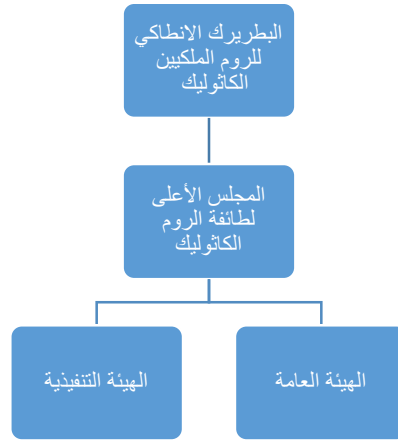 البطريرك الانطاكي
للروم الملكيين
الكاثوليك
المجلس الأعلى
لطائفة الروم
الكاثوليك
الهيئة العامة
الهيئة التنفيذية